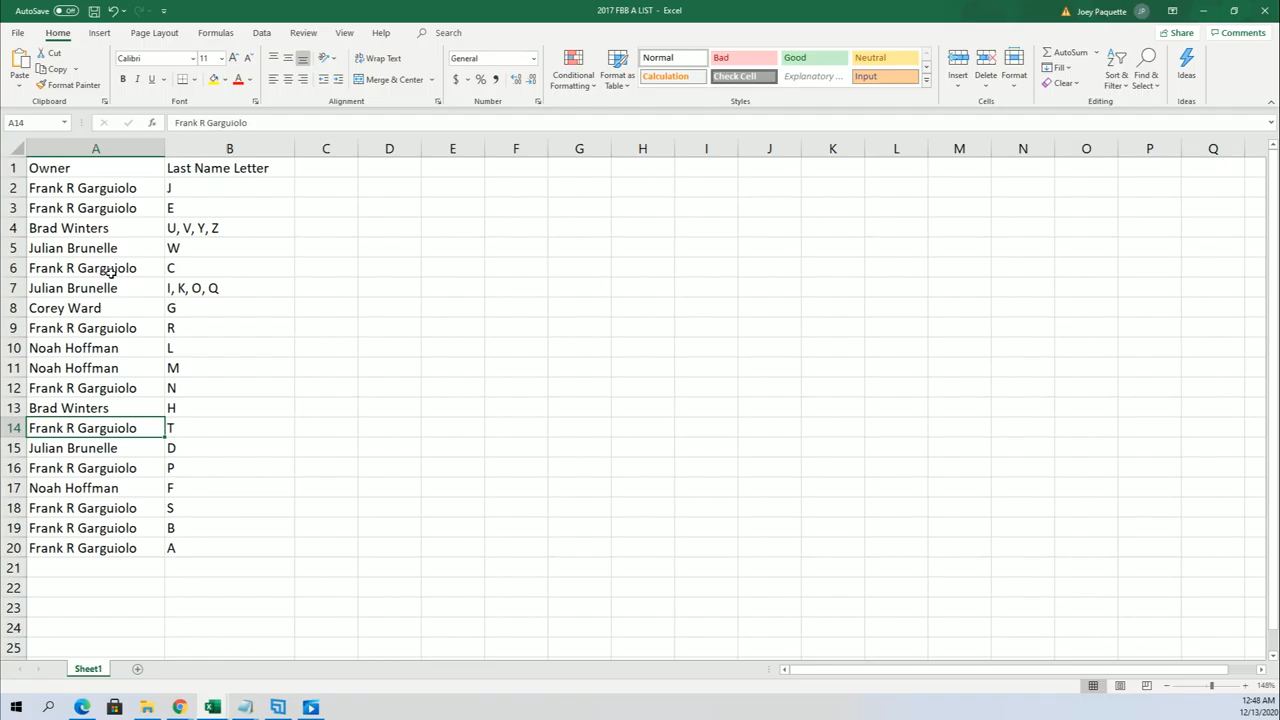 AutoSave Off 2017 FBB A LIST - Excel Joey Paquette JP
File Home Insert Page Layout Formulas Data Review View Help Search Share Comments
Paste Cut Copy Format Painter
Calibri 11 A A
B I U A
Wrap Text Merge & Center
General $ % ,
Conditional Formatting Format as Table
Normal Bad Good Neutral
Calculation Check Cell Explanatory ... Input
Insert Delete Format
AutoSum Fill Clear
Sort & Filter Find & Select Ideas
Clipboard Font Alignment Number Styles Cells Editing Ideas
A14 fx Frank R Garguiolo
A B C D E F G H I J K L M N O P Q
1 Owner Last Name Letter
2 Frank R Garguiolo J
3 Frank R Garguiolo E
4 Brad Winters U, V, Y, Z
5 Julian Brunelle W
6 Frank R Garguiolo C
7 Julian Brunelle I, K, O, Q
8 Corey Ward G
9 Frank R Garguiolo R
10 Noah Hoffman L
11 Noah Hoffman M
12 Frank R Garguiolo N
13 Brad Winters H
14 Frank R Garguiolo T
15 Julian Brunelle D
16 Frank R Garguiolo P
17 Noah Hoffman F
18 Frank R Garguiolo S
19 Frank R Garguiolo B
20 Frank R Garguiolo A
21
22
23
24
25
Sheet1
148%
12:48 AM
12/13/2020